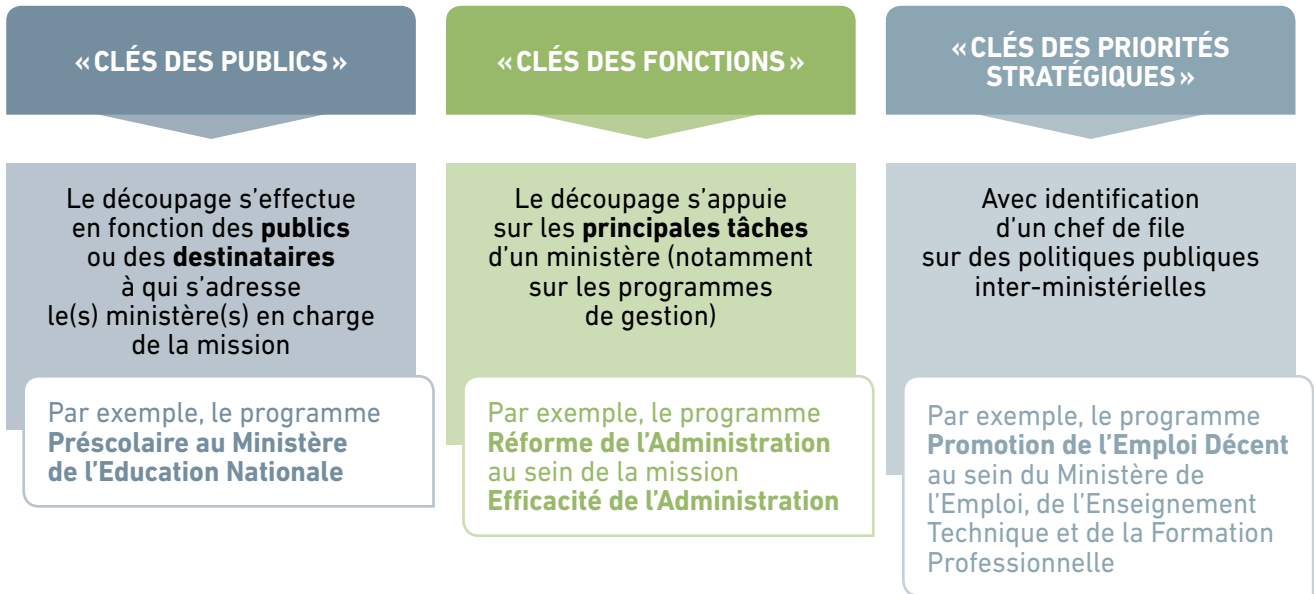 « CLÉS DES PUBLICS »
Le découpage s’effectue
en fonction des publics
ou des destinataires
à qui s’adresse
le(s) ministère(s) en charge
de la mission
Par exemple, le programme
Préscolaire au Ministère
de l’Education Nationale
« CLÉS DES FONCTIONS »
Le découpage s’appuie
sur les principales tâches
d’un ministère (notamment
sur les programmes
de gestion)
Par exemple, le programme
Réforme de l’Administration
au sein de la mission
Efficacité de l’Administration
« CLÉS DES PRIORITÉS
STRATÉGIQUES »
Avec identification
d’un chef de file
sur des politiques publiques
inter-ministérielles
Par exemple, le programme
Promotion de l’Emploi Décent
au sein du Ministère de
l’Emploi, de l’Enseignement
Technique et de la Formation
Professionnelle